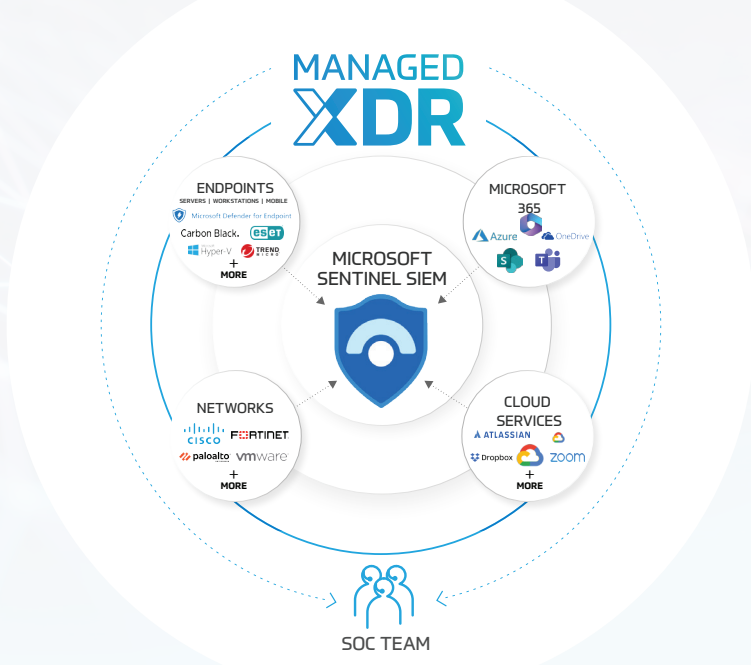 MANAGED
XDR
ENDPOINTS
SERVERS | WORKSTATIONS | MOBILE
Microsoft Defender for Endpoint
Carbon Black.
eseT
Hyper-V
TREND
MICRO
+
MORE
MICROSOFT
365
Azure
OneDrive
S
T
MICROSOFT
SENTINEL SIEM
NETWORKS
CISCO
FORTINET
paloalto
vmware
+
MORE
CLOUD
SERVICES
ATLASSIAN
Dropbox
zoom
+
MORE
SOC TEAM